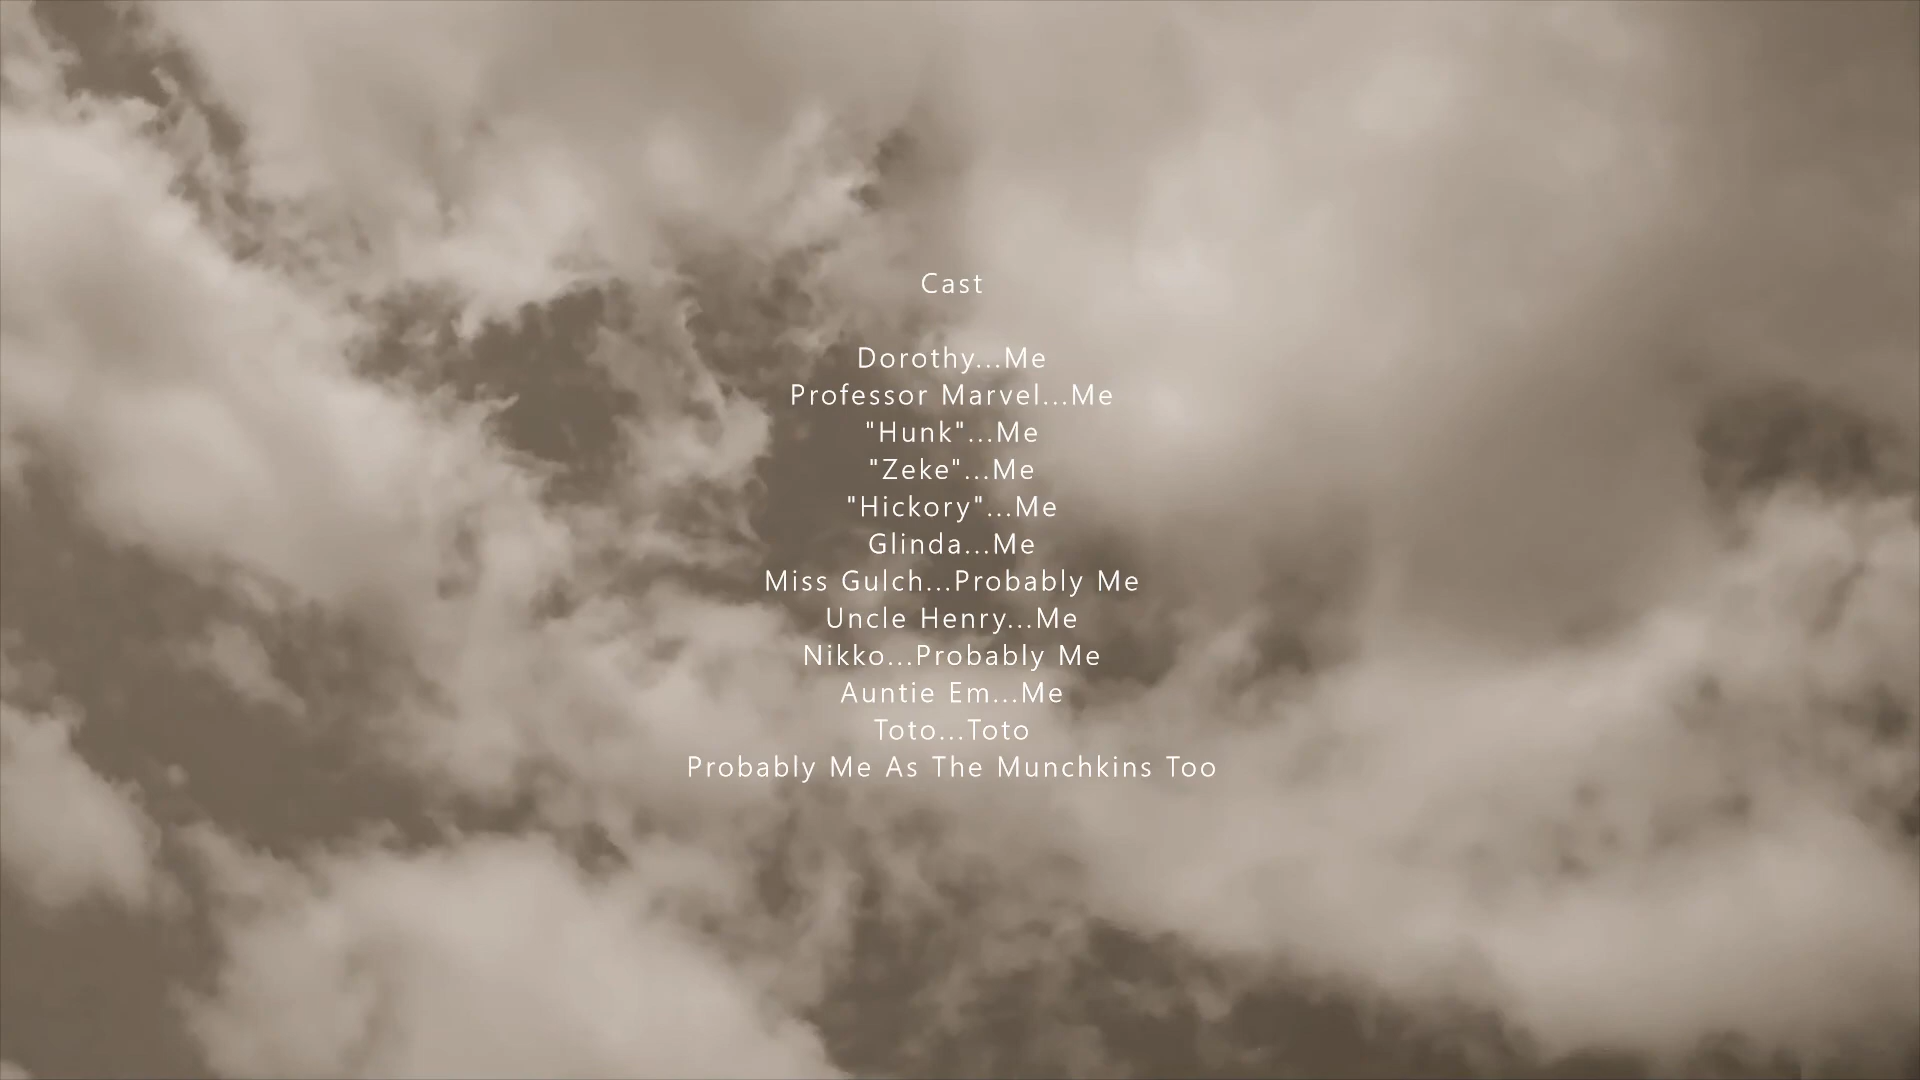 Cast
Dorothy...Me
Professor Marvel...Me
"Hunk"...Me
"Zeke"...Me
"Hickory"...Me
Glinda...Me
Miss Gulch...Probably Me
Uncle Henry...Me
Nikko...Probably Me
Auntie Em...Me
Toto...Toto
Probably Me As The Munchkins Too